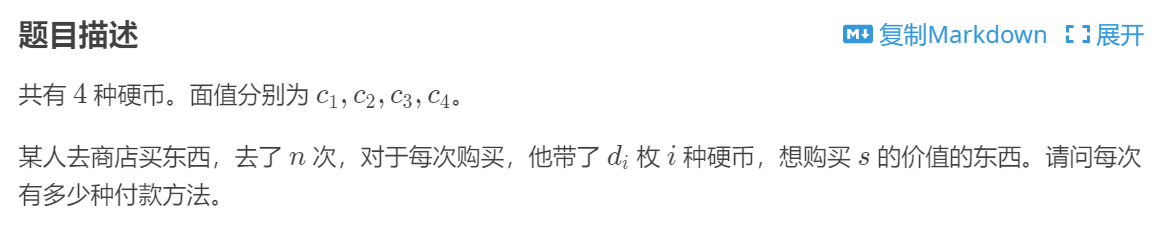 题目描述 复制Markdown 展开
共有 4 种硬币。面值分别为 c₁, c₂, c₃, c₄。
某人去商店买东西，去了 n 次，对于每次购买，他带了 dᵢ 枚 i 种硬币，想购买 s 的价值的东西。请问每次
有多少种付款方法。